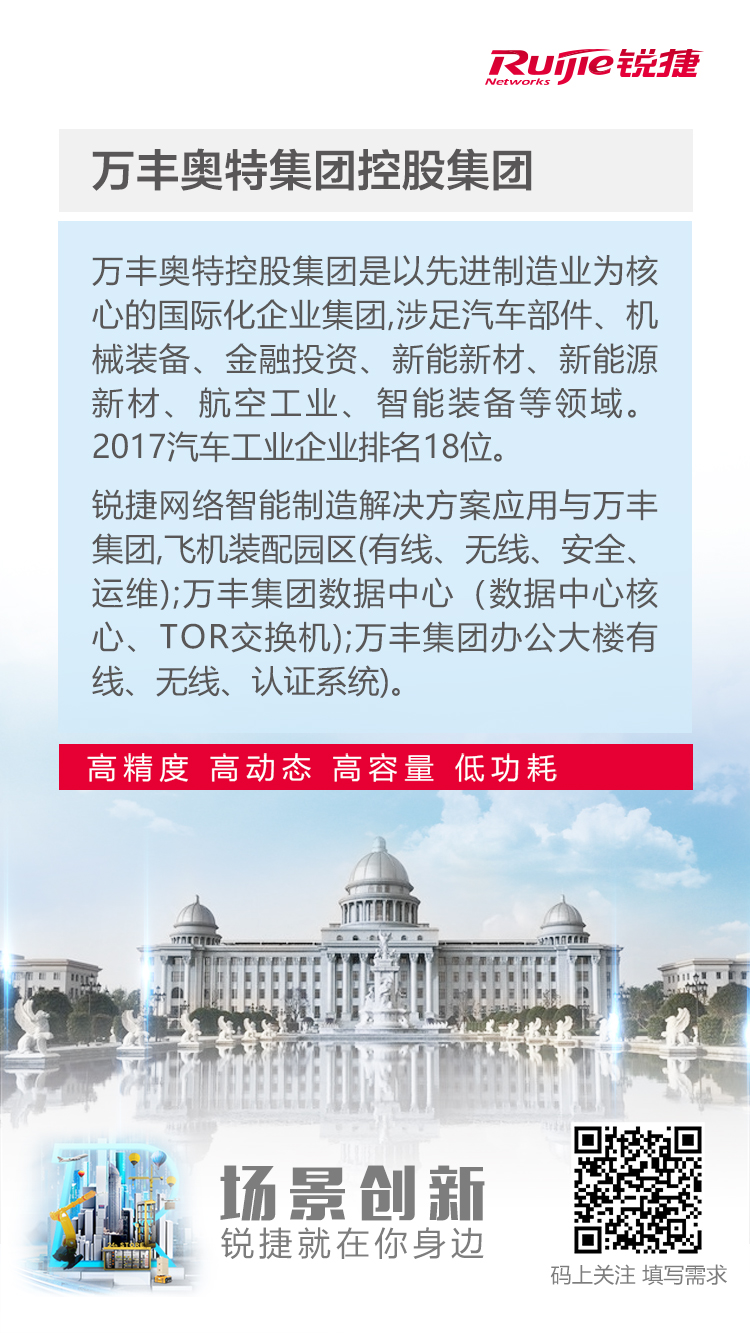 Ruijie锐捷
Networks
万丰奥特集团控股集团
万丰奥特控股集团是以先进制造业为核
心的国际化企业集团,涉足汽车部件、机
械装备、金融投资、新能新材、新能源
新材、航空工业、智能装备等领域。
2017汽车工业企业排名18位。
锐捷网络智能制造解决方案应用与万丰
集团,飞机装配园区(有线、无线、安全、
运维);万丰集团数据中心（数据中心核
心、TOR交换机);万丰集团办公大楼有
线、无线、认证系统)。
高精度 高动态 高容量 低功耗
场景创新
锐捷就在你身边
码上关注 填写需求